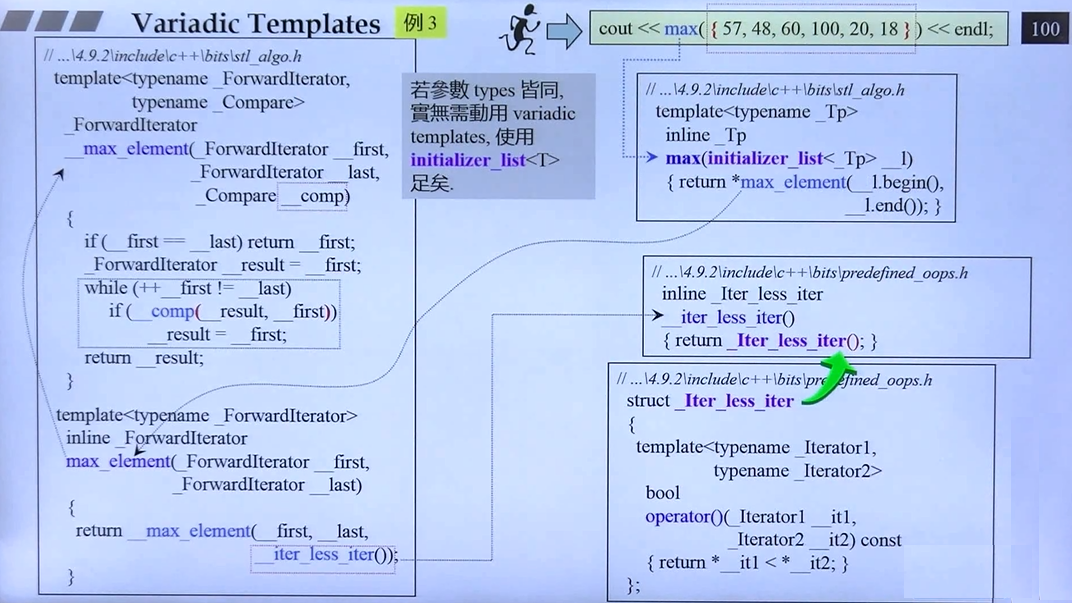 Variadic Templates
例 3
cout << max( { 57, 48, 60, 100, 20, 18 } ) << endl;
100
// ...\4.9.2\include\c++\bits\stl_algo.h
template<typename _ForwardIterator,
typename _Compare>
_ForwardIterator
__max_element(_ForwardIterator __first,
_ForwardIterator __last,
_Compare __comp)
{
if (__first == __last) return __first;
_ForwardIterator __result = __first;
while (++__first != __last)
if (__comp(__result, __first))
__result = __first;
return __result;
}
template<typename _ForwardIterator>
inline _ForwardIterator
max_element(_ForwardIterator __first,
_ForwardIterator __last)
{
return __max_element(__first, __last,
__iter_less_iter());
}
若參數 types 皆同,
實無需動用 variadic
templates, 使用
initializer_list<T>
足矣.
// ...\4.9.2\include\c++\bits\stl_algo.h
template<typename _Tp>
inline _Tp
max(initializer_list<_Tp> __l)
{ return *max_element(__l.begin(),
__l.end()); }
// ...\4.9.2\include\c++\bits\predefined_oops.h
inline _Iter_less_iter
__iter_less_iter()
{ return _Iter_less_iter(); }
// ...\4.9.2\include\c++\bits\predefined_oops.h
struct _Iter_less_iter
{
template<typename _Iterator1,
typename _Iterator2>
bool
operator()(_Iterator1 __it1,
_Iterator2 __it2) const
{ return *__it1 < *__it2; }
};